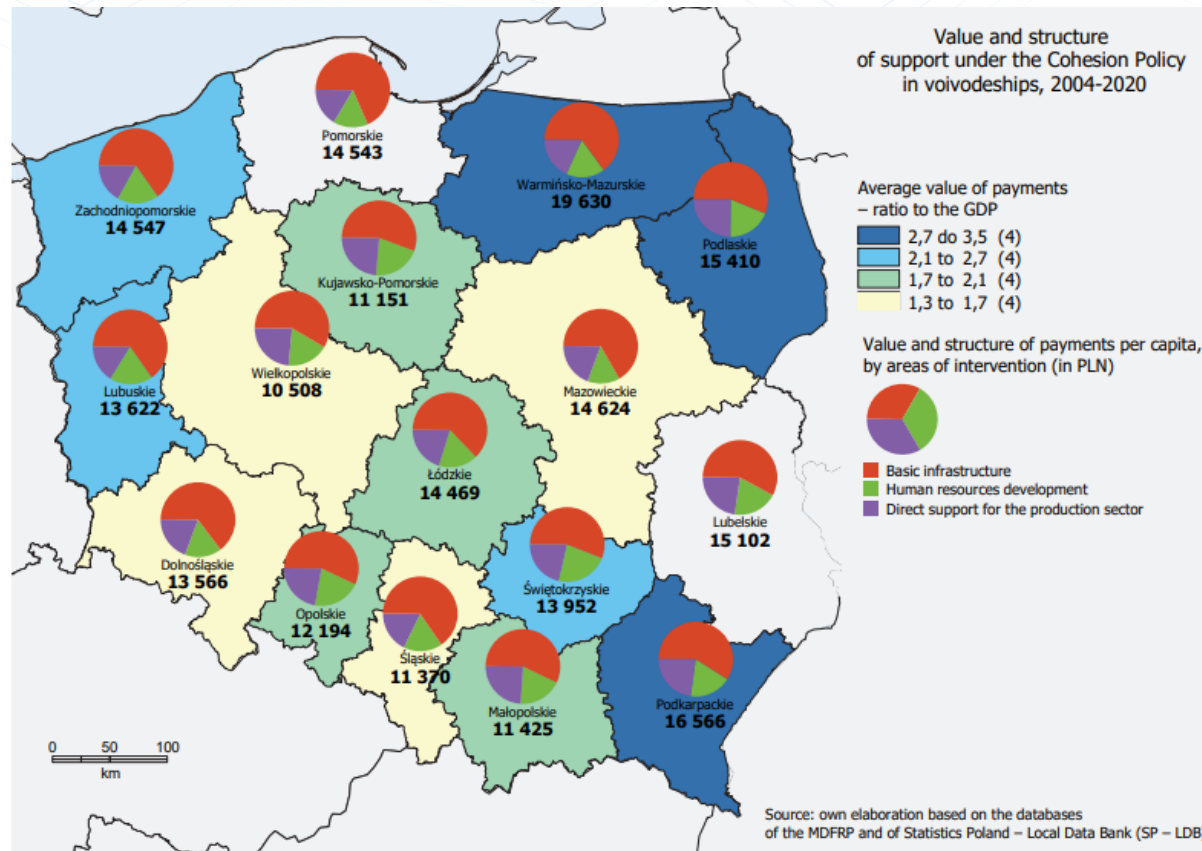 Value and structure
of support under the Cohesion Policy
in voivodeships, 2004-2020
Pomorskie
14 543
Zachodniopomorskie
14 547
Warmińsko-Mazurskie
19 630
Podlaskie
15 410
Kujawsko-Pomorskie
11 151
Wielkopolskie
10 508
Lubuskie
13 622
Mazowieckie
14 624
Łódzkie
14 469
Lubelskie
15 102
Dolnośląskie
13 566
Opolskie
12 194
Śląskie
11 370
Świętokrzyskie
13 952
Małopolskie
11 425
Podkarpackie
16 566
Average value of payments
– ratio to the GDP
2,7 do 3,5 (4)
2,1 to 2,7 (4)
1,7 to 2,1 (4)
1,3 to 1,7 (4)
Value and structure of payments per capita,
by areas of intervention (in PLN)
Basic infrastructure
Human resources development
Direct support for the production sector
0 50 100
km
Source: own elaboration based on the databases
of the MDFRP and of Statistics Poland – Local Data Bank (SP – LDB